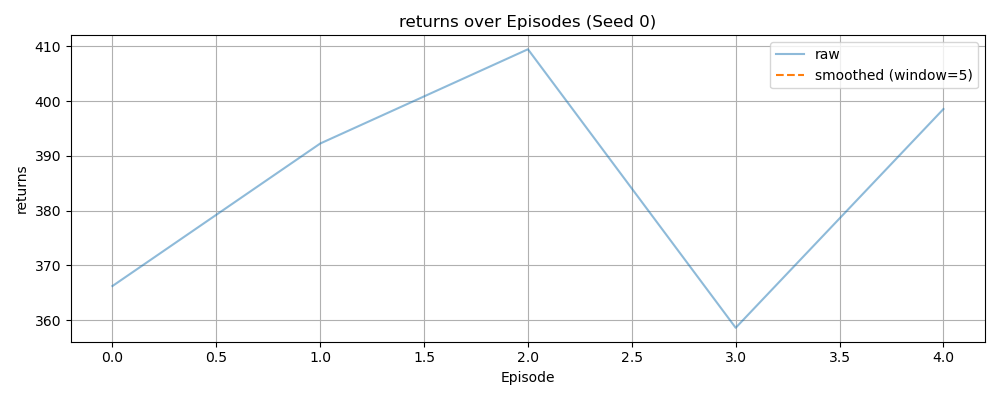 returns over Episodes (Seed 0)
raw
smoothed (window=5)
410
400
390
380
370
360
returns
0.0 0.5 1.0 1.5 2.0 2.5 3.0 3.5 4.0
Episode